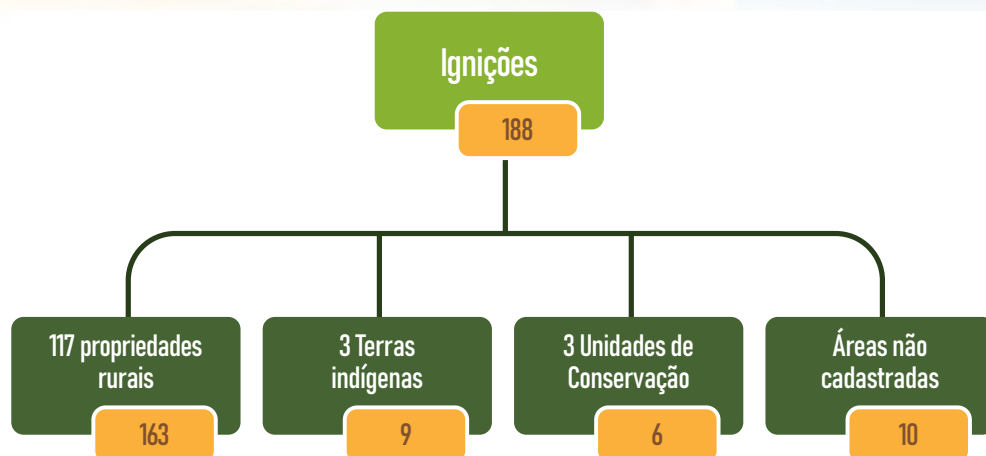 Ignições
188
117 propriedades
rurais
163
3 Terras
indígenas
9
3 Unidades de
Conservação
6
Áreas não
cadastradas
10